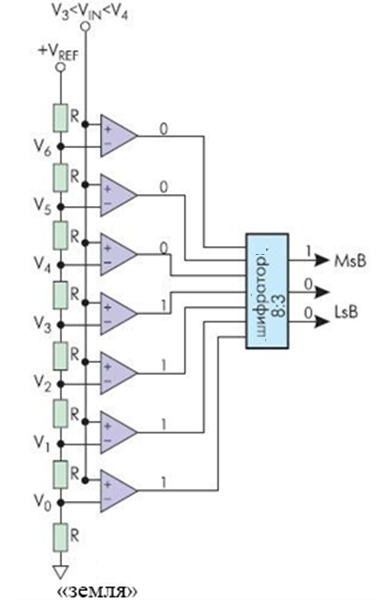 V3<VIN<V4
+VREF
R
0
V6
R
0
V5
R
0
V4
R
1
V3
R
1
V2
R
1
V1
R
1
V0
R
+
−
+
−
+
−
+
−
+
−
+
−
+
−
шифратор
8:3
1 MsB
0
0 LsB
«земля»